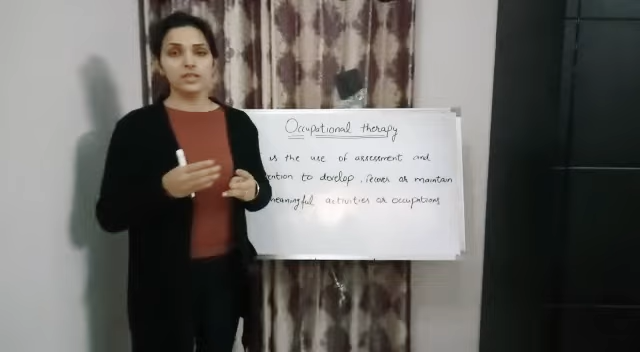 Occupational therapy
is the use of assessment and
to develop, recover or maintain
meaningful activities or occupations